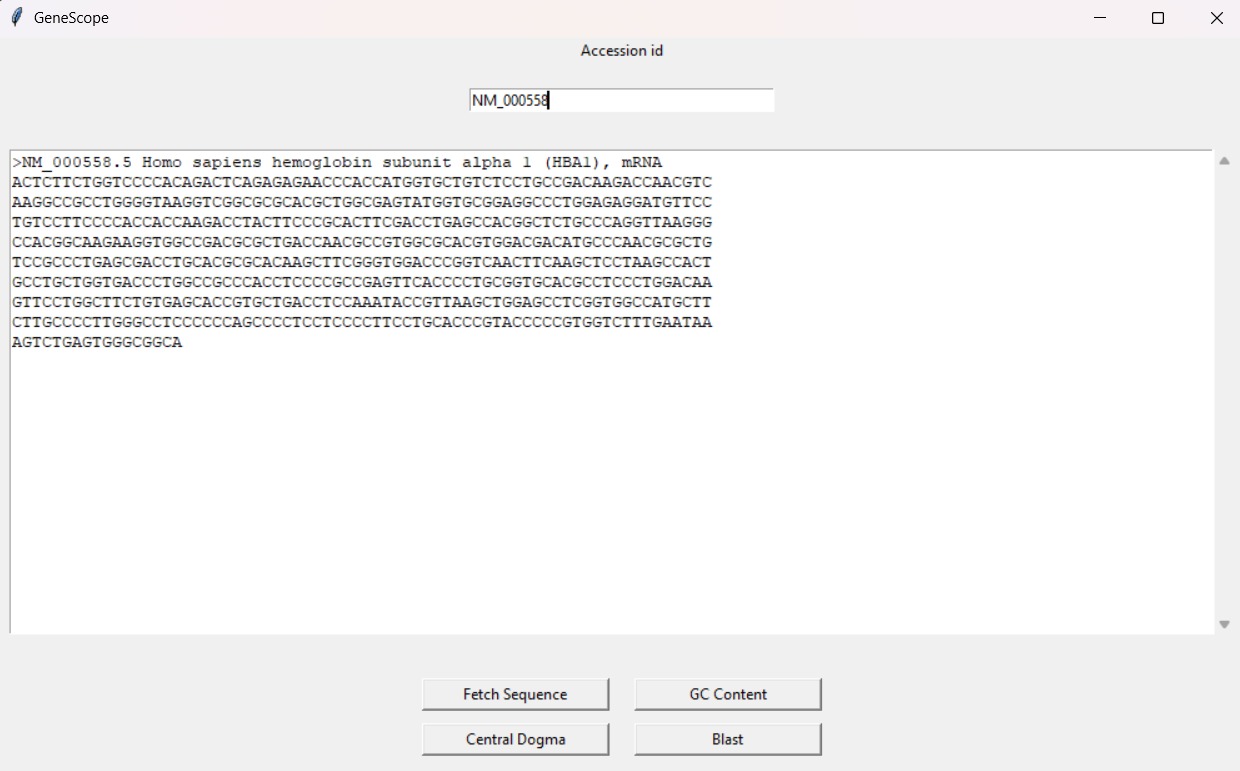 GeneScope
Accession id
NM_000558
>NM_000558.5 Homo sapiens hemoglobin subunit alpha 1 (HBA1), mRNA
ACTCTTCTGGTCCCCACAGACTCAGAGAGAACCCACCATGGTGCTGTCTCCTGCCGACAAGACCAACGTC
AAGGCCGCCTGGGGTAAGGTCGGCGCGCACGCTGGCGAGTATGGTGCGGAGGCCCTGGAGAGGATGTTCC
TGTCCTTCCCCACCACCAAGACCTACTTCCCGCACTTCGACCTGAGCCACGGCTCTGCCCAGGTTAAGGG
CCACGGCAAGAAGGTGGCCGACGCGCTGACCAACGCCGTGGCGCACGTGGACGACATGCCCAACGCGCTG
TCCGCCCTGAGCGACCTGCACGCGCACAAGCTTCGGGTGGACCCGGTCAACTTCAAGCTCCTAAGCCACT
GCCTGCTGGTGACCCTGGCCGCCCACCTCCCCGCCGAGTTCACCCCTGCGGTGCACGCCTCCCTGGACAA
GTTCCTGGCTTCTGTGAGCACCGTGCTGACCTCCAAATACCGTTAAGCTGGAGCCTCGGTGGCCATGCTT
CTTGCCCCTTGGGCCTCCCCCCAGCCCCTCCTCCCCTTCCTGCACCCGTACCCCCGTGGTCTTTGAATAA
AGTCTGAGTGGGCGGCA
Fetch Sequence
GC Content
Central Dogma
Blast